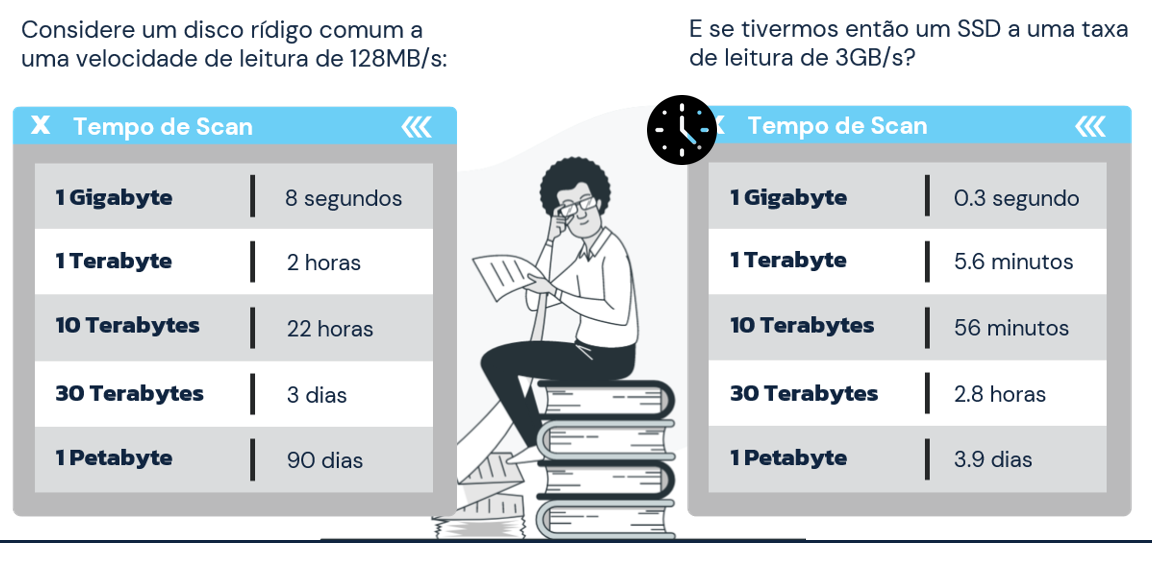 Considere um disco rídigo comum a
uma velocidade de leitura de 128MB/s:
X Tempo de Scan
1 Gigabyte 8 segundos
1 Terabyte 2 horas
10 Terabytes 22 horas
30 Terabytes 3 dias
1 Petabyte 90 dias
E se tivermos então um SSD a uma taxa
de leitura de 3GB/s?
X Tempo de Scan
1 Gigabyte 0.3 segundo
1 Terabyte 5.6 minutos
10 Terabytes 56 minutos
30 Terabytes 2.8 horas
1 Petabyte 3.9 dias